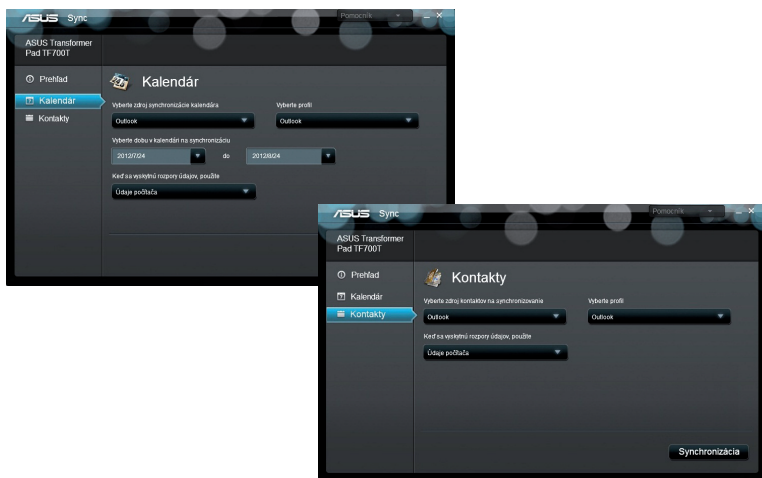 ASUS Sync
Pomocník
ASUS Transformer
Pad TF700T
Prehľad
Kalendár
Kontakty
Kalendár
Vyberte zdroj synchronizácie kalendára
Vyberte profil
Outlook
Outlook
Vyberte dobu v kalendári na synchronizáciu
2012/7/24 do 2012/8/24
Keď sa vyskytnú rozpory údajov, použite
Údaje počítača
ASUS Sync
Pomocník
ASUS Transformer
Pad TF700T
Prehľad
Kalendár
Kontakty
Kontakty
Vyberte zdroj kontaktov na synchronizovanie
Vyberte profil
Outlook
Outlook
Keď sa vyskytnú rozpory údajov, použite
Údaje počítača
Synchronizácia